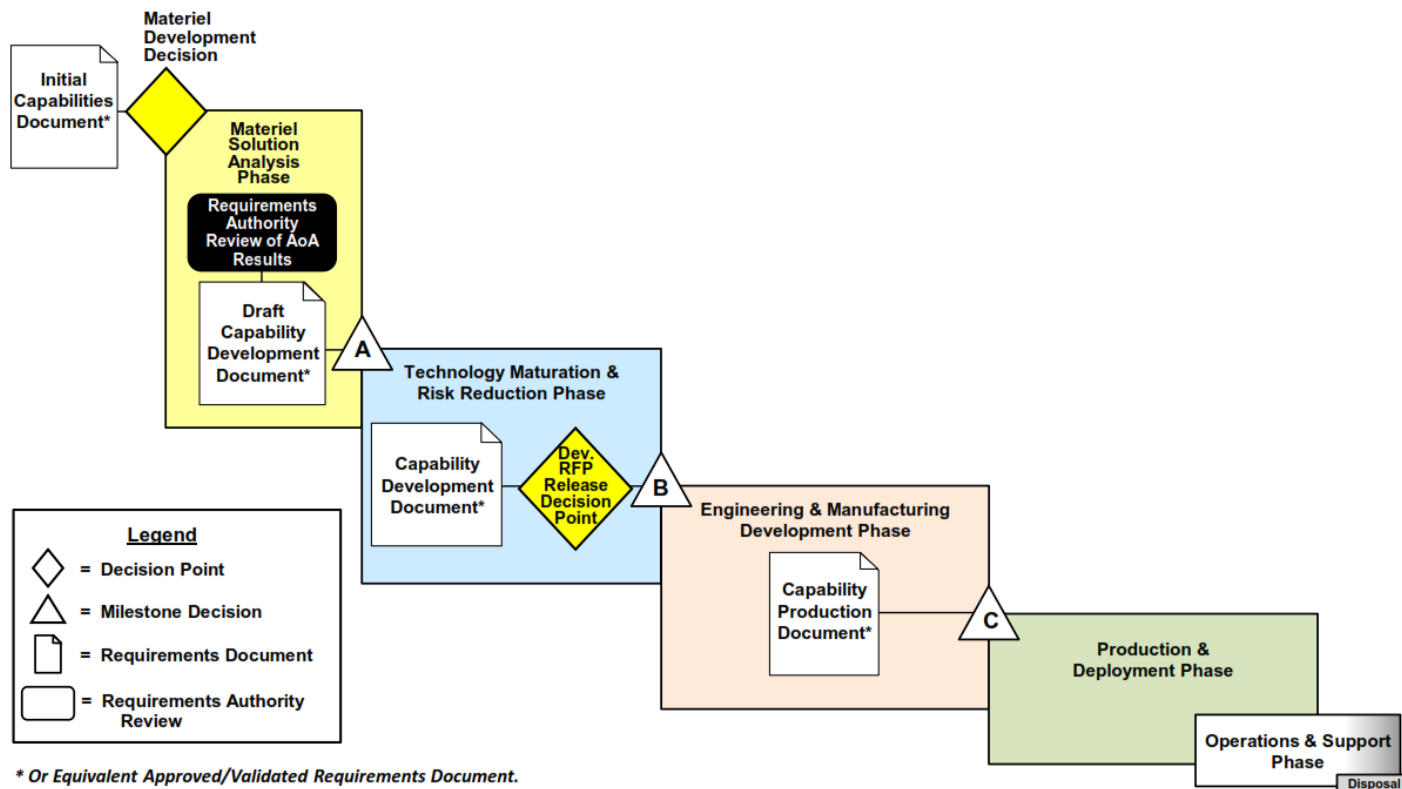 Materiel
Development
Decision
Initial
Capabilities
Document*
Materiel
Solution
Analysis
Phase
Requirements
Authority
Review of AoA
Results
Draft
Capability
Development
Document*
A
Technology Maturation &
Risk Reduction Phase
Capability
Development
Document*
Dev.
RFP
Release
Decision
Point
B
Engineering & Manufacturing
Development Phase
Capability
Production
Document*
C
Production &
Deployment Phase
Operations & Support
Phase
Disposal
Legend
= Decision Point
= Milestone Decision
= Requirements Document
= Requirements Authority
Review
* Or Equivalent Approved/Validated Requirements Document.